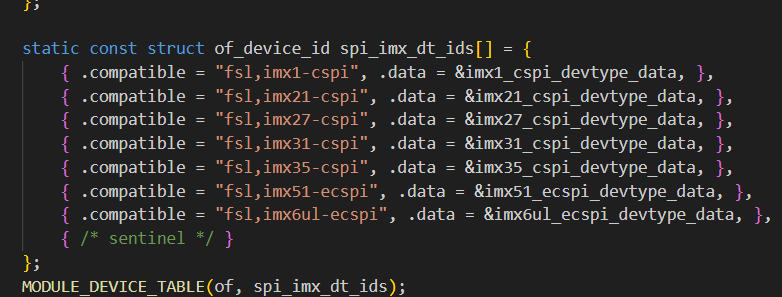 };
static const struct of_device_id spi_imx_dt_ids[] = {
{ .compatible = "fsl,imx1-cspi", .data = &imx1_cspi_devtype_data, },
{ .compatible = "fsl,imx21-cspi", .data = &imx21_cspi_devtype_data, },
{ .compatible = "fsl,imx27-cspi", .data = &imx27_cspi_devtype_data, },
{ .compatible = "fsl,imx31-cspi", .data = &imx31_cspi_devtype_data, },
{ .compatible = "fsl,imx35-cspi", .data = &imx35_cspi_devtype_data, },
{ .compatible = "fsl,imx51-ecspi", .data = &imx51_ecspi_devtype_data, },
{ .compatible = "fsl,imx6ul-ecspi", .data = &imx6ul_ecspi_devtype_data, },
{ /* sentinel */ }
};
MODULE_DEVICE_TABLE(of, spi_imx_dt_ids);